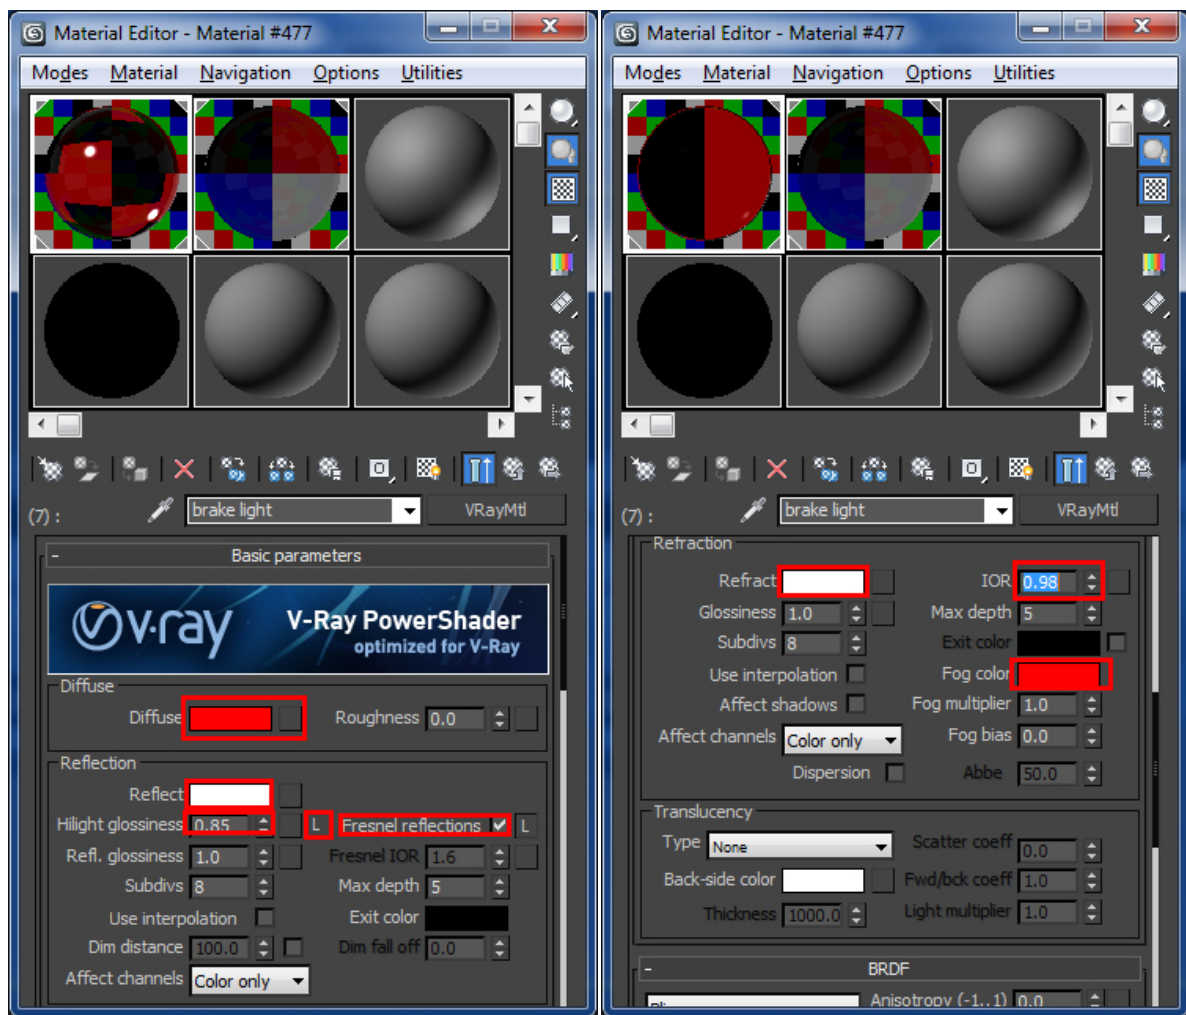 Material Editor - Material #477
Modes Material Navigation Options Utilities
(7) : brake light VRayMtl
- Basic parameters
v·ray V-Ray PowerShader
optimized for V-Ray
Diffuse
Diffuse Roughness 0.0
Reflection
Reflect
Hilight glossiness 0.85 L Fresnel reflections L
Refl. glossiness 1.0 Fresnel IOR 1.6
Subdivs 8 Max depth 5
Use interpolation Exit color
Dim distance 100.0 Dim fall off 0.0
Affect channels Color only
Material Editor - Material #477
Modes Material Navigation Options Utilities
(7) : brake light VRayMtl
Refraction
Refract IOR 0.98
Glossiness 1.0 Max depth 5
Subdivs 8 Exit color
Use interpolation Fog color
Affect shadows Fog multiplier 1.0
Affect channels Color only Fog bias 0.0
Dispersion Abbe 50.0
Translucency
Type None Scatter coeff 0.0
Back-side color Fwd/bck coeff 1.0
Thickness 1000.0 Light multiplier 1.0
- BRDF
Anisotropy (-1..1) 0.0